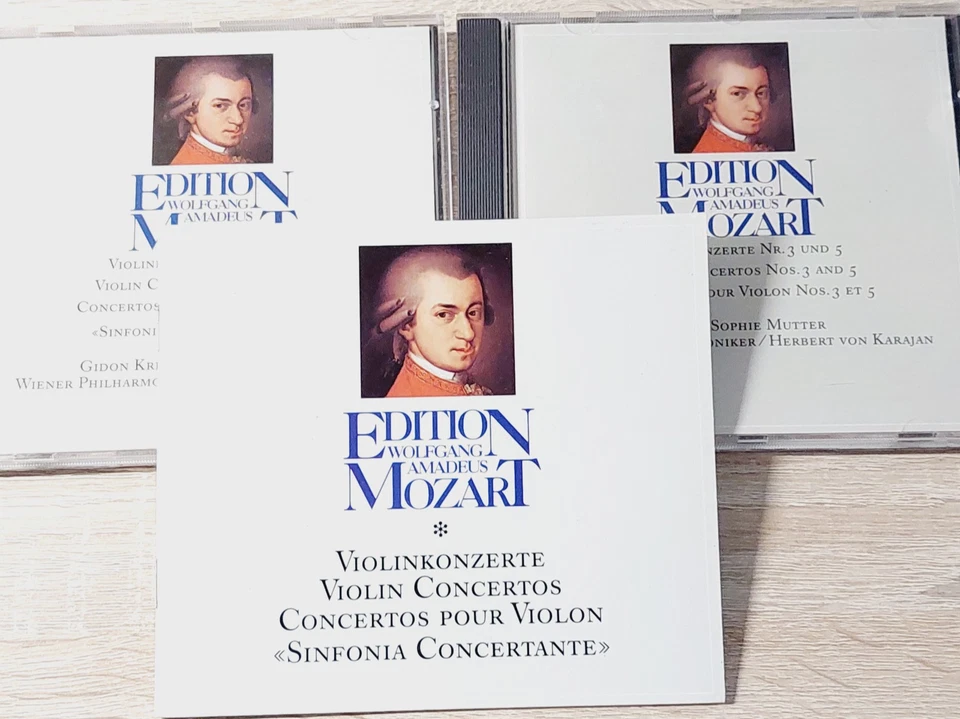 EDITION
WOLFGANG
AMADEUS
VIOLIN C
CONCERTOS
«SINFONI
GIDON KRE
WIENER PHILHARMO
EDITION
WOLFGANG
AMADEUS
MOZART
NZERTE NR. 3 UND 5
CERTOS NOS. 3 AND 5
OUR VIOLON NOS. 3 ET 5
SOPHIE MUTTER
ONIKER / HERBERT VON KARAJAN
EDITION
WOLFGANG
AMADEUS
MOZART
VIOLINKONZERTE
VIOLIN CONCERTOS
CONCERTOS POUR VIOLON
«SINFONIA CONCERTANTE»